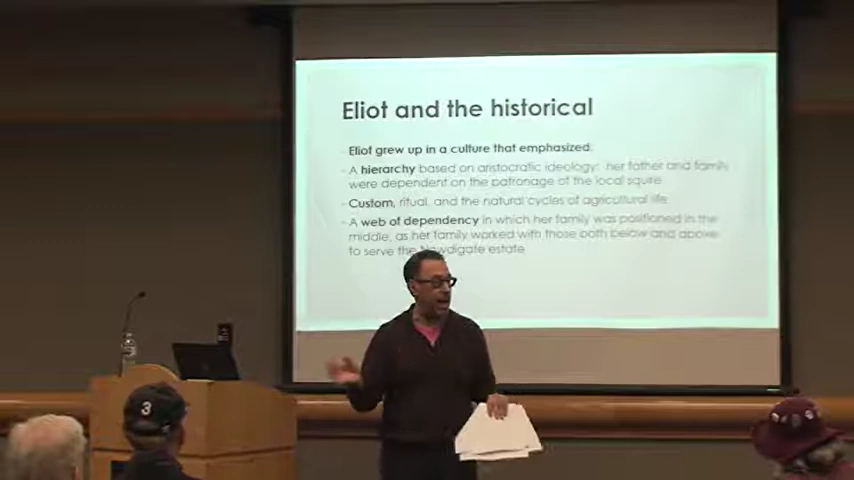 Eliot and the historical
Eliot grew up in a culture that emphasized:
A hierarchy based on aristocratic ideology: her father and family
were dependent on the patronage of the local squire
Custom, ritual, and the natural cycles of agricultural life
A web of dependency in which her family was positioned in the
middle, as her family worked with those both below and above
to serve the Newdigate estate
3